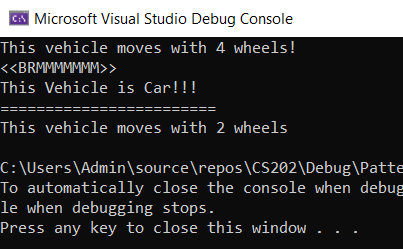 Microsoft Visual Studio Debug Console
This vehicle moves with 4 wheels!
<<BRMMMMMMM>>
This Vehicle is Car!!!
========================
This vehicle moves with 2 wheels
C:\Users\Admin\source\repos\CS202\Debug\Patte
To automatically close the console when debug
le when debugging stops.
Press any key to close this window . . .